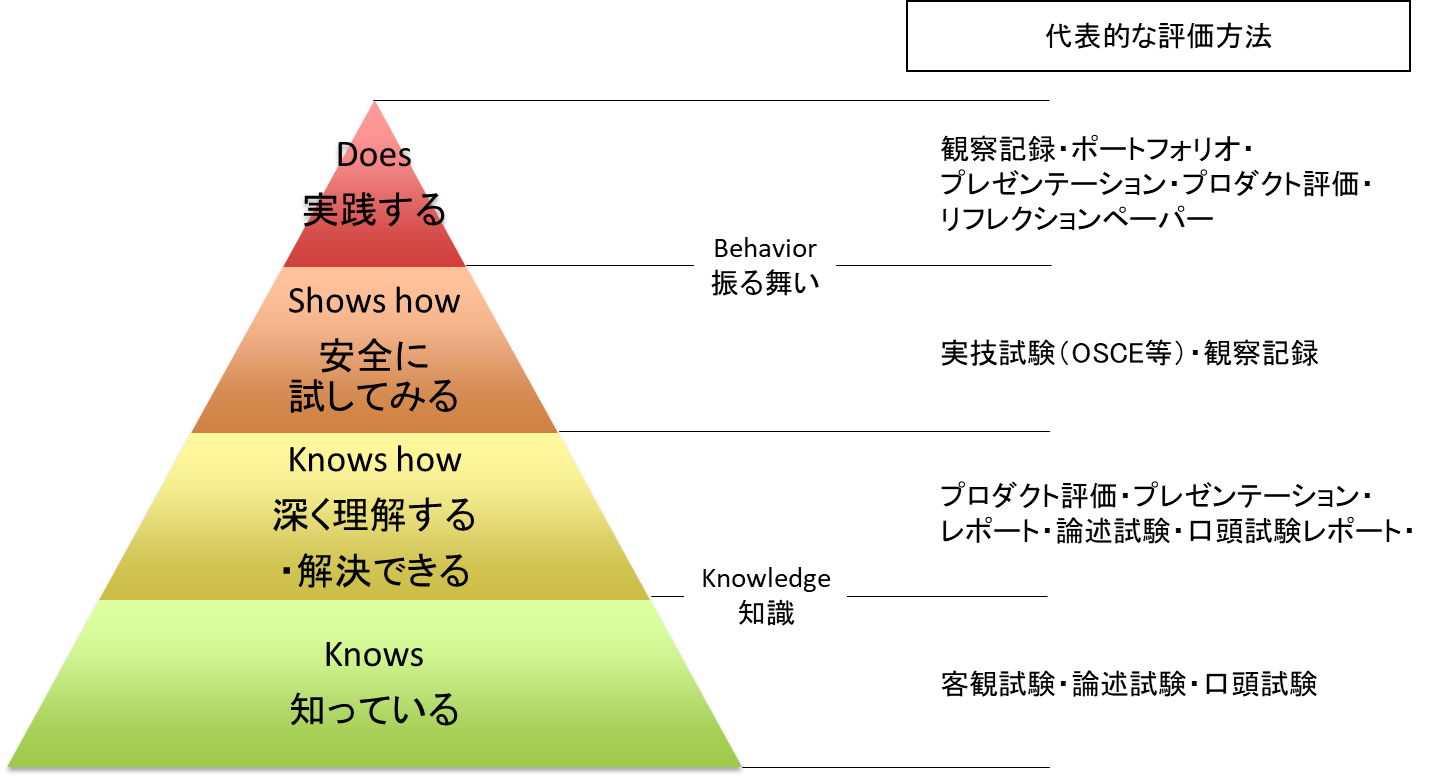 代表的な評価方法
Does
実践する
観察記録・ポートフォリオ・
プレゼンテーション・プロダクト評価・
リフレクションペーパー
Behavior
振る舞い
Shows how
安全に
試してみる
実技試験（OSCE等）・観察記録
Knows how
深く理解する
・解決できる
プロダクト評価・プレゼンテーション・
レポート・論述試験・口頭試験レポート・
Knowledge
知識
Knows
知っている
客観試験・論述試験・口頭試験